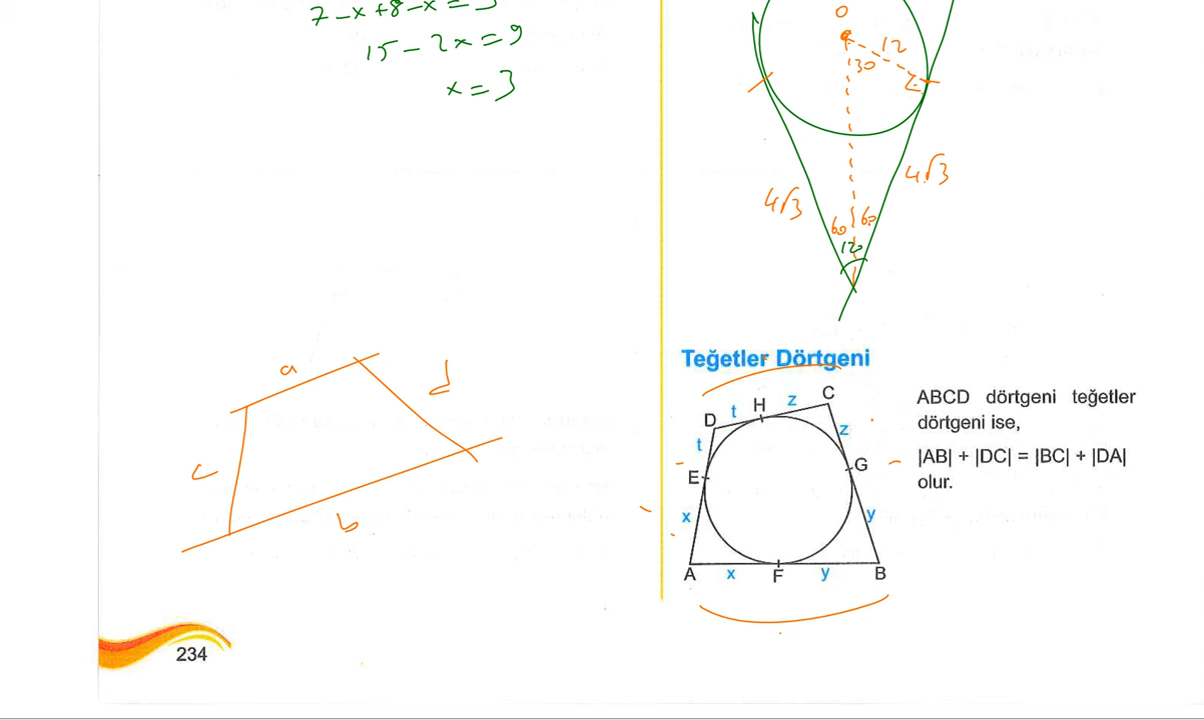 7 - x + 8 - x = 9
15 - 2x = 9
x = 3
O
12
30
4√3
4√3
60
60
120
a
d
c
b
Teğetler Dörtgeni
D
t
H
z
C
t
z
E
G
x
y
A
x
F
y
B
ABCD dörtgeni teğetler
dörtgeni ise,
|AB| + |DC| = |BC| + |DA|
olur.
234